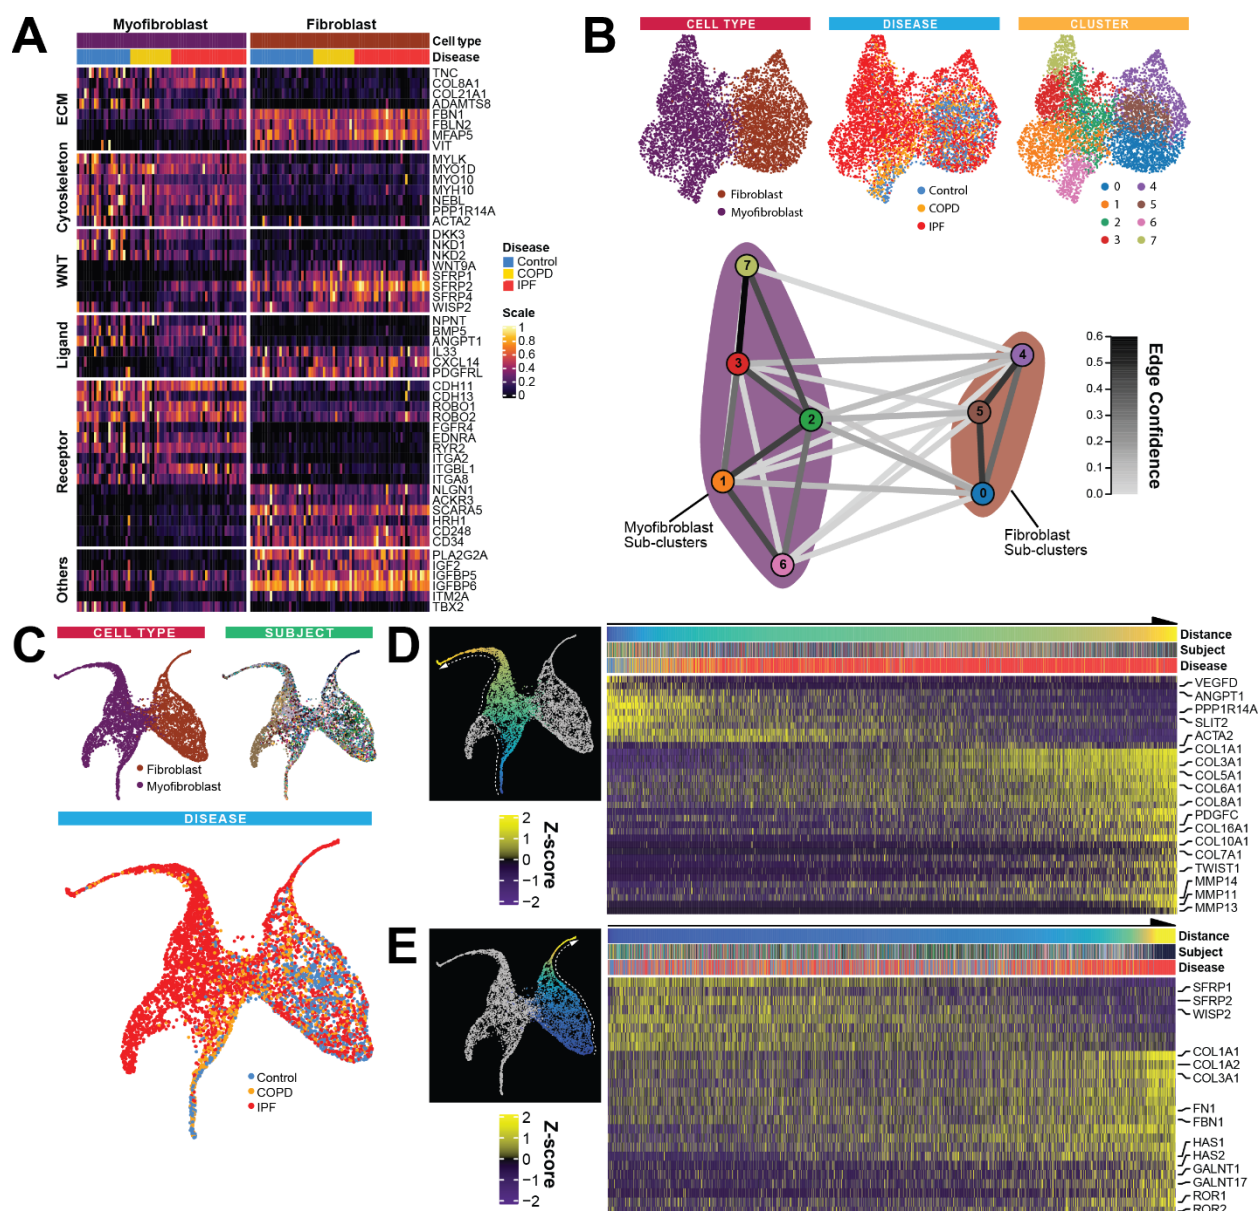 A
Myofibroblast
Fibroblast
Cell type
Disease
ECM
TNC
COL8A1
COL21A1
ADAMTS8
FBN1
FBLN2
MFAP5
VIT
Cytoskeleton
MYLK
MYO1D
MYO10
MYH10
NEBL
PPP1R14A
ACTA2
WNT
DKK3
NKD1
NKD2
WNT9A
SFRP1
SFRP2
SFRP4
WISP2
Ligand
NPNT
BMP5
ANGPT1
IL33
CXCL14
PDGFRL
Receptor
CDH11
CDH13
ROBO1
ROBO2
FGFR4
EDNRA
RYR2
ITGA2
ITGBL1
ITGA8
NLGN1
ACKR3
SCARA5
HRH1
CD248
CD34
Others
PLA2G2A
IGF2
IGFBP5
IGFBP6
ITM2A
TBX2
Disease
Control
COPD
IPF
Scale
1
0.8
0.6
0.4
0.2
0
B
CELL TYPE
DISEASE
CLUSTER
Fibroblast
Myofibroblast
Control
COPD
IPF
0 4
1 5
2 6
3 7
7
3
2
1
6
4
5
0
Myofibroblast
Sub-clusters
Fibroblast
Sub-clusters
0.6
0.5
0.4
0.3
0.2
0.1
0.0
Edge Confidence
C
CELL TYPE
SUBJECT
Fibroblast
Myofibroblast
DISEASE
Control
COPD
IPF
D
2
1
0
−1
−2
Z-score
Distance
Subject
Disease
VEGFD
ANGPT1
PPP1R14A
SLIT2
ACTA2
COL1A1
COL3A1
COL5A1
COL6A1
COL8A1
PDGFC
COL16A1
COL10A1
COL7A1
TWIST1
MMP14
MMP11
MMP13
E
2
1
0
−1
−2
Z-score
Distance
Subject
Disease
SFRP1
SFRP2
WISP2
COL1A1
COL1A2
COL3A1
FN1
FBN1
HAS1
HAS2
GALNT1
GALNT17
ROR1
ROR2